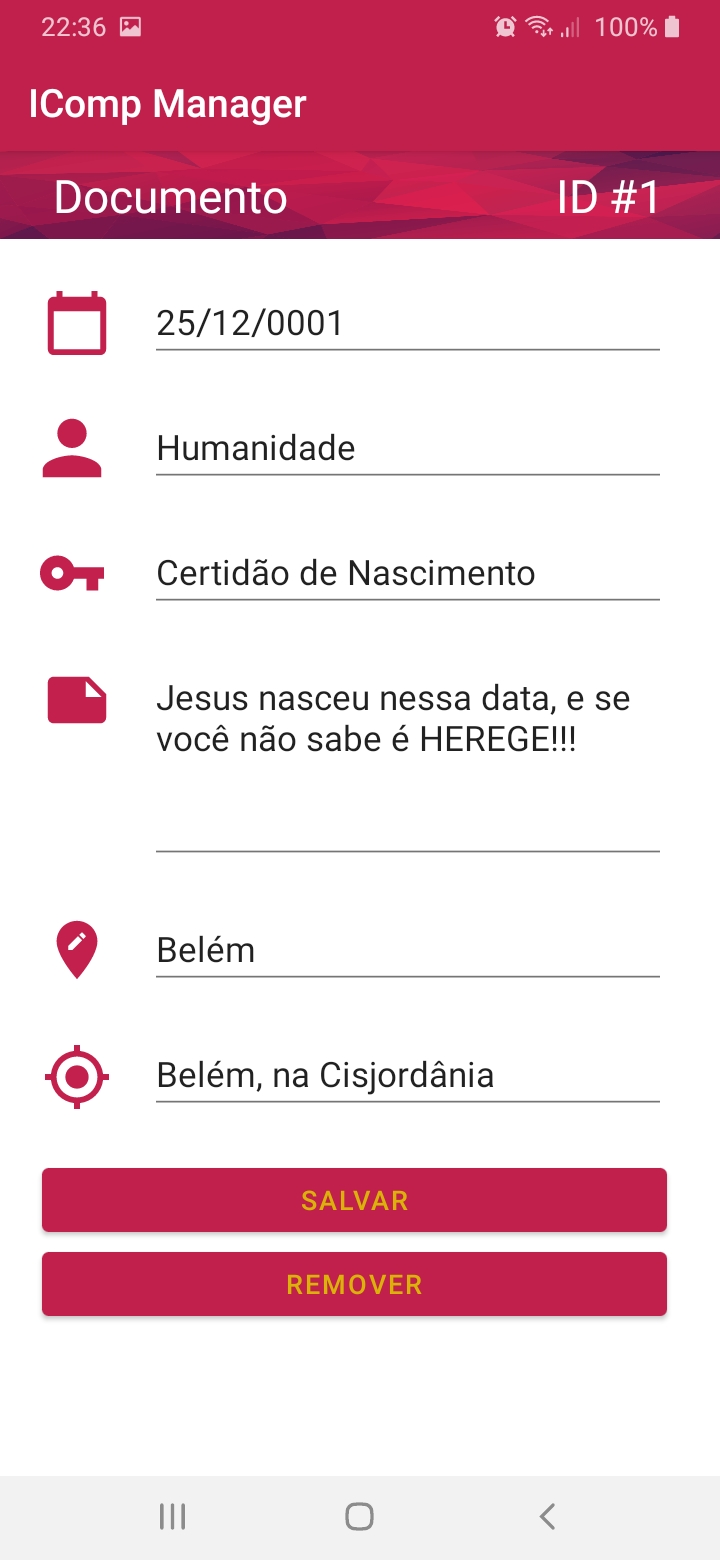 22:36 100%
IComp Manager
Documento ID #1
25/12/0001
Humanidade
Certidão de Nascimento
Jesus nasceu nessa data, e se
você não sabe é HEREGE!!!
Belém
Belém, na Cisjordânia
SALVAR
REMOVER